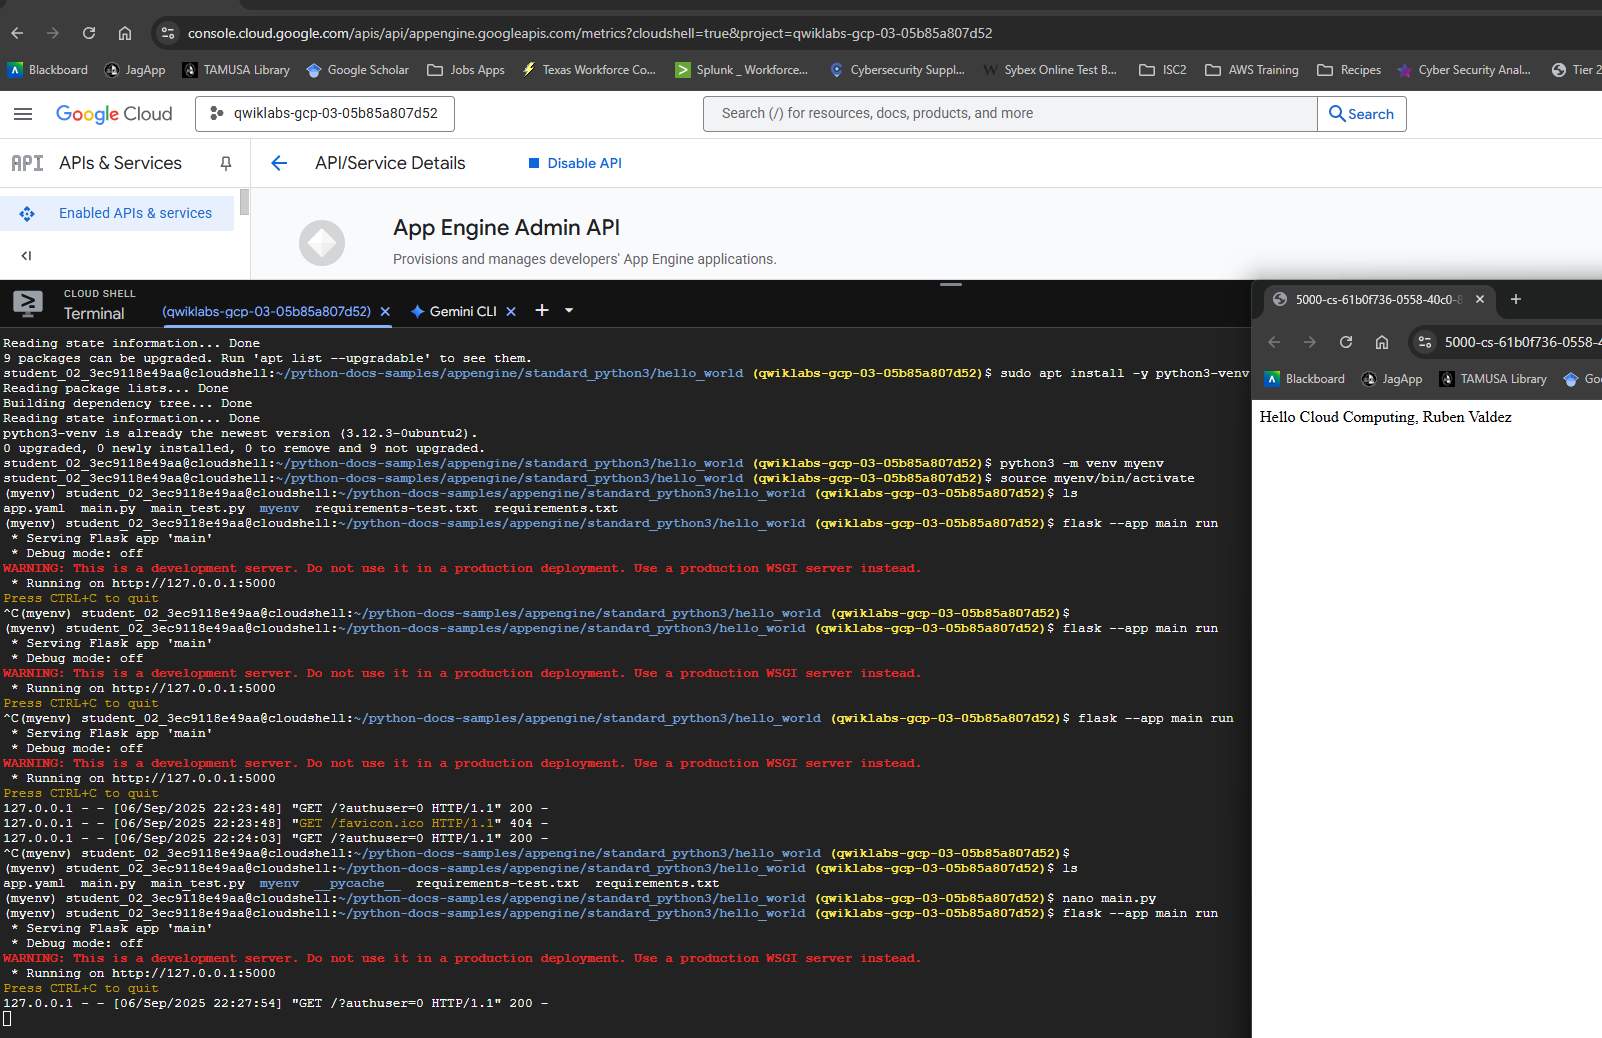 console.cloud.google.com/apis/api/appengine.googleapis.com/metrics?cloudshell=true&project=qwiklabs-gcp-03-05b85a807d52
Blackboard JagApp TAMUSA Library Google Scholar Jobs Apps Texas Workforce Co... Splunk _ Workforce... Cybersecurity Suppl... Sybex Online Test B... ISC2 AWS Training Recipes Cyber Security Anal... Tier 2
Google Cloud qwiklabs-gcp-03-05b85a807d52 Search (/) for resources, docs, products, and more Search
API APIs & Services API/Service Details Disable API
Enabled APIs & services
App Engine Admin API
Provisions and manages developers' App Engine applications.
CLOUD SHELL
Terminal (qwiklabs-gcp-03-05b85a807d52) Gemini CLI
Reading state information... Done
9 packages can be upgraded. Run 'apt list --upgradable' to see them.
student_02_3ec9118e49aa@cloudshell:~/python-docs-samples/appengine/standard_python3/hello_world (qwiklabs-gcp-03-05b85a807d52)$ sudo apt install -y python3-venv
Reading package lists... Done
Building dependency tree... Done
Reading state information... Done
python3-venv is already the newest version (3.12.3-0ubuntu2).
0 upgraded, 0 newly installed, 0 to remove and 9 not upgraded.
student_02_3ec9118e49aa@cloudshell:~/python-docs-samples/appengine/standard_python3/hello_world (qwiklabs-gcp-03-05b85a807d52)$ python3 -m venv myenv
student_02_3ec9118e49aa@cloudshell:~/python-docs-samples/appengine/standard_python3/hello_world (qwiklabs-gcp-03-05b85a807d52)$ source myenv/bin/activate
(myenv) student_02_3ec9118e49aa@cloudshell:~/python-docs-samples/appengine/standard_python3/hello_world (qwiklabs-gcp-03-05b85a807d52)$ ls
app.yaml main.py main_test.py myenv requirements-test.txt requirements.txt
(myenv) student_02_3ec9118e49aa@cloudshell:~/python-docs-samples/appengine/standard_python3/hello_world (qwiklabs-gcp-03-05b85a807d52)$ flask --app main run
* Serving Flask app 'main'
* Debug mode: off
WARNING: This is a development server. Do not use it in a production deployment. Use a production WSGI server instead.
* Running on http://127.0.0.1:5000
Press CTRL+C to quit
^C(myenv) student_02_3ec9118e49aa@cloudshell:~/python-docs-samples/appengine/standard_python3/hello_world (qwiklabs-gcp-03-05b85a807d52)$
(myenv) student_02_3ec9118e49aa@cloudshell:~/python-docs-samples/appengine/standard_python3/hello_world (qwiklabs-gcp-03-05b85a807d52)$ flask --app main run
* Serving Flask app 'main'
* Debug mode: off
WARNING: This is a development server. Do not use it in a production deployment. Use a production WSGI server instead.
* Running on http://127.0.0.1:5000
Press CTRL+C to quit
^C(myenv) student_02_3ec9118e49aa@cloudshell:~/python-docs-samples/appengine/standard_python3/hello_world (qwiklabs-gcp-03-05b85a807d52)$ flask --app main run
* Serving Flask app 'main'
* Debug mode: off
WARNING: This is a development server. Do not use it in a production deployment. Use a production WSGI server instead.
* Running on http://127.0.0.1:5000
Press CTRL+C to quit
127.0.0.1 - - [06/Sep/2025 22:23:48] "GET /?authuser=0 HTTP/1.1" 200 -
127.0.0.1 - - [06/Sep/2025 22:23:48] "GET /favicon.ico HTTP/1.1" 404 -
127.0.0.1 - - [06/Sep/2025 22:24:03] "GET /?authuser=0 HTTP/1.1" 200 -
^C(myenv) student_02_3ec9118e49aa@cloudshell:~/python-docs-samples/appengine/standard_python3/hello_world (qwiklabs-gcp-03-05b85a807d52)$
(myenv) student_02_3ec9118e49aa@cloudshell:~/python-docs-samples/appengine/standard_python3/hello_world (qwiklabs-gcp-03-05b85a807d52)$ ls
app.yaml main.py main_test.py myenv __pycache__ requirements-test.txt requirements.txt
(myenv) student_02_3ec9118e49aa@cloudshell:~/python-docs-samples/appengine/standard_python3/hello_world (qwiklabs-gcp-03-05b85a807d52)$ nano main.py
(myenv) student_02_3ec9118e49aa@cloudshell:~/python-docs-samples/appengine/standard_python3/hello_world (qwiklabs-gcp-03-05b85a807d52)$ flask --app main run
* Serving Flask app 'main'
* Debug mode: off
WARNING: This is a development server. Do not use it in a production deployment. Use a production WSGI server instead.
* Running on http://127.0.0.1:5000
Press CTRL+C to quit
127.0.0.1 - - [06/Sep/2025 22:27:54] "GET /?authuser=0 HTTP/1.1" 200 -
5000-cs-61b0f736-0558-40c0-8
5000-cs-61b0f736-0558-4
Blackboard JagApp TAMUSA Library Go
Hello Cloud Computing, Ruben Valdez